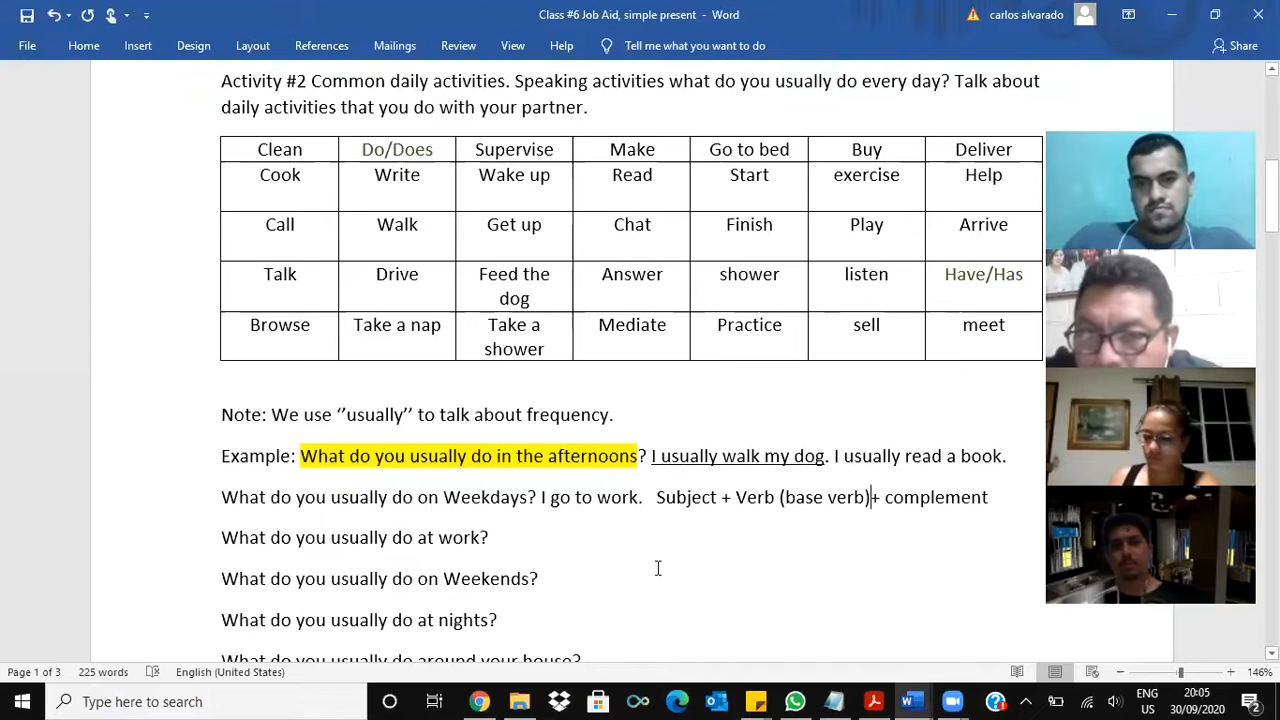 Class #6 Job Aid, simple present - Word
carlos alvarado
File Home Insert Design Layout References Mailings Review View Help Tell me what you want to do Share
Activity #2 Common daily activities. Speaking activities what do you usually do every day? Talk about
daily activities that you do with your partner.
Clean Do/Does Supervise Make Go to bed Buy Deliver
Cook Write Wake up Read Start exercise Help
Call Walk Get up Chat Finish Play Arrive
Talk Drive Feed the dog Answer shower listen Have/Has
Browse Take a nap Take a shower Mediate Practice sell meet
Note: We use ‘’usually’’ to talk about frequency.
Example: What do you usually do in the afternoons? I usually walk my dog. I usually read a book.
What do you usually do on Weekdays? I go to work. Subject + Verb (base verb)+ complement
What do you usually do at work?
What do you usually do on Weekends?
What do you usually do at nights?
What do you usually do around your house?
Page 1 of 3 225 words English (United States) 146%
Type here to search
ENG 20:05
US 30/09/2020
2